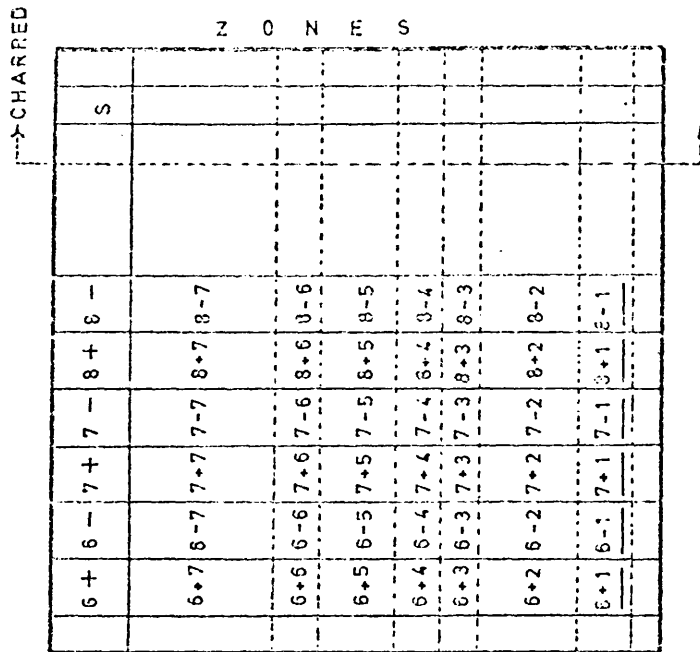 CHARRED
Z O N E S
6+ 6- 7+ 7- 8+ 8- S
6+7 6-7 7+7 7-7 8+7 8-7
6+6 6-6 7+6 7-6 8+6 8-6
6+5 6-5 7+5 7-5 8+5 8-5
6+4 6-4 7+4 7-4 8+4 8-4
6+3 6-3 7+3 7-3 8+3 8-3
6+2 6-2 7+2 7-2 8+2 8-2
6+1 6-1 7+1 7-1 8+1 8-1